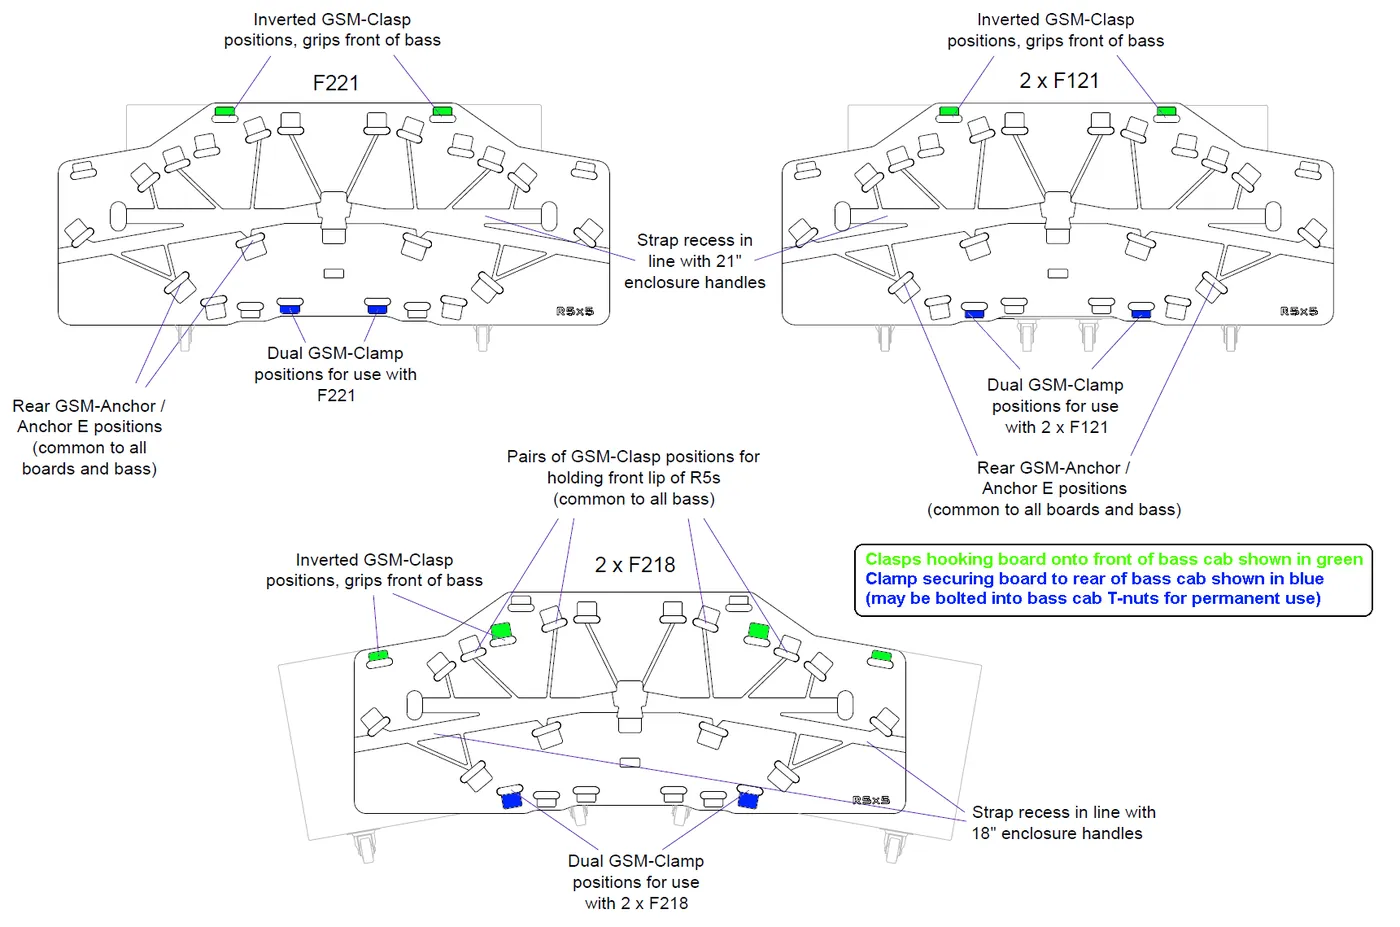 Inverted GSM-Clasp
positions, grips front of bass
F221
Inverted GSM-Clasp
positions, grips front of bass
2 x F121
Strap recess in
line with 21"
enclosure handles
R5x5
R5x5
Dual GSM-Clamp
positions for use with
F221
Rear GSM-Anchor /
Anchor E positions
(common to all
boards and bass)
Dual GSM-Clamp
positions for use
with 2 x F121
Rear GSM-Anchor /
Anchor E positions
(common to all boards and bass)
Pairs of GSM-Clasp positions for
holding front lip of R5s
(common to all bass)
Inverted GSM-Clasp
positions, grips front of bass
2 x F218
Clasps hooking board onto front of bass cab shown in green
Clamp securing board to rear of bass cab shown in blue
(may be bolted into bass cab T-nuts for permanent use)
R5x5
Strap recess in line with
18" enclosure handles
Dual GSM-Clamp
positions for use
with 2 x F218